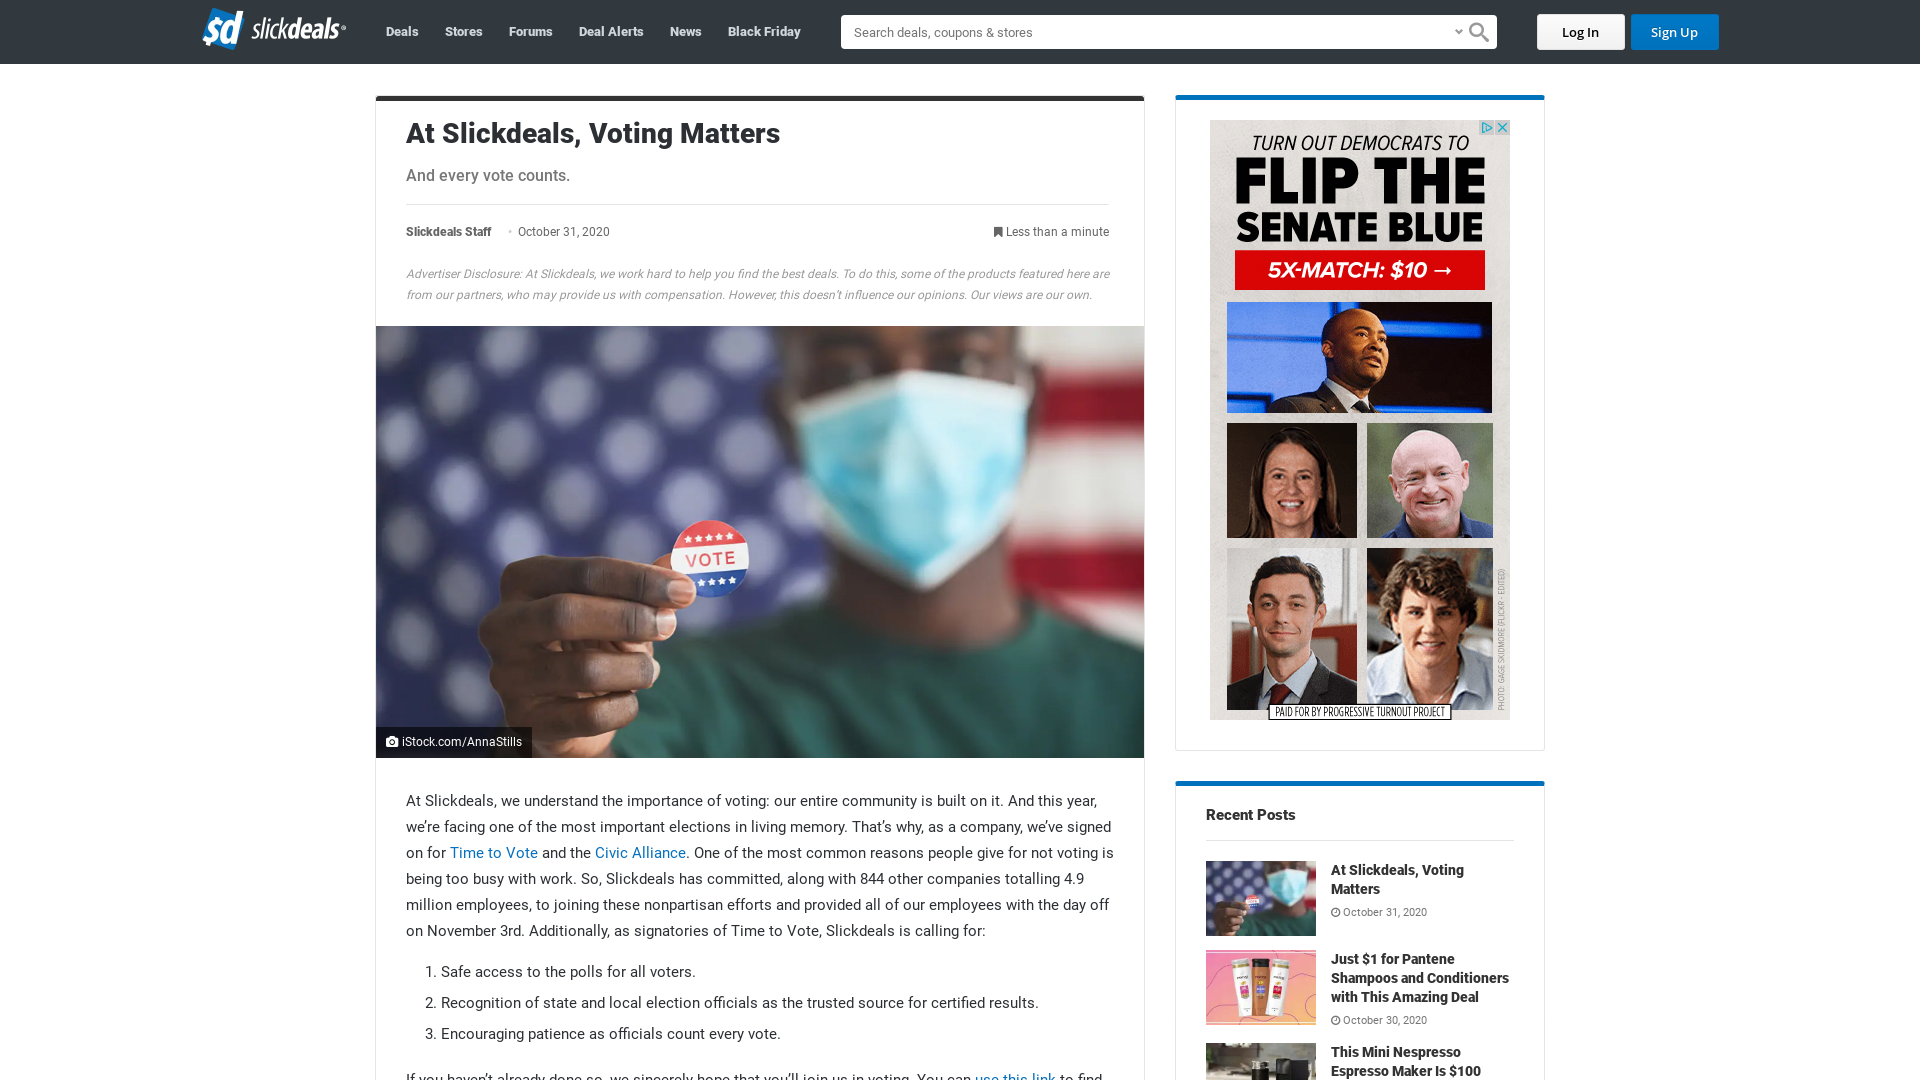 $d slickdeals
Deals
Stores
Forums
Deal Alerts
News
Black Friday
Search deals, coupons & stores
Log In
Sign Up
At Slickdeals, Voting Matters
And every vote counts.
Slickdeals Staff • October 31, 2020
Less than a minute
Advertiser Disclosure: At Slickdeals, we work hard to help you find the best deals. To do this, some of the products featured here are
from our partners, who may provide us with compensation. However, this doesn’t influence our opinions. Our views are our own.
VOTE
iStock.com/AnnaStills
At Slickdeals, we understand the importance of voting: our entire community is built on it. And this year,
we’re facing one of the most important elections in living memory. That’s why, as a company, we’ve signed
on for Time to Vote and the Civic Alliance. One of the most common reasons people give for not voting is
being too busy with work. So, Slickdeals has committed, along with 844 other companies totalling 4.9
million employees, to joining these nonpartisan efforts and provided all of our employees with the day off
on November 3rd. Additionally, as signatories of Time to Vote, Slickdeals is calling for:
1. Safe access to the polls for all voters.
2. Recognition of state and local election officials as the trusted source for certified results.
3. Encouraging patience as officials count every vote.
If you haven’t already done so, we sincerely hope that you’ll join us in voting. You can use this link to find
TURN OUT DEMOCRATS TO
FLIP THE
SENATE BLUE
5X-MATCH: $10 →
PHOTO: GAGE SKIDMORE (FLICKR - EDITED)
PAID FOR BY PROGRESSIVE TURNOUT PROJECT
Recent Posts
At Slickdeals, Voting
Matters
October 31, 2020
Just $1 for Pantene
Shampoos and Conditioners
with This Amazing Deal
October 30, 2020
This Mini Nespresso
Espresso Maker Is $100